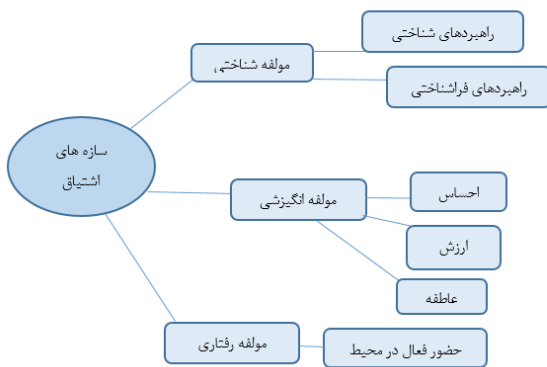 سازه های
اشتیاق
مولفه شناختی
راهبردهای شناختی
راهبردهای فراشناختی
مولفه انگیزشی
احساس
ارزش
عاطفه
مولفه رفتاری
حضور فعال در محیط